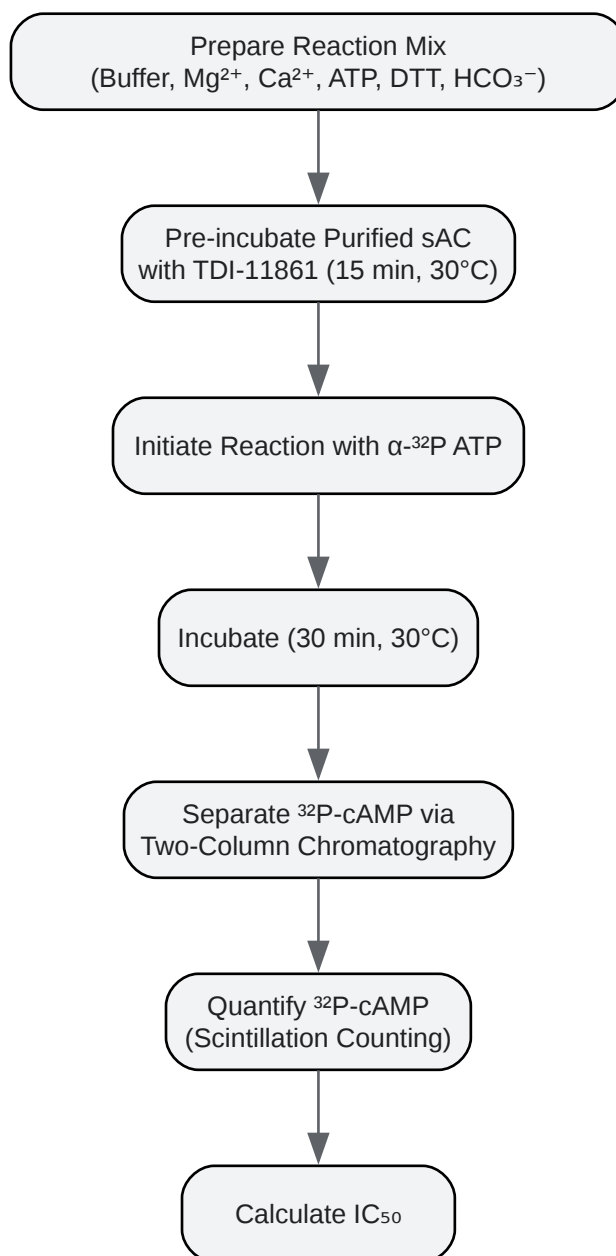 Prepare Reaction Mix
(Buffer, Mg²⁺, Ca²⁺, ATP, DTT, HCO₃⁻)
Pre-incubate Purified sAC
with TDI-11861 (15 min, 30°C)
Initiate Reaction with α-³²P ATP
Incubate (30 min, 30°C)
Separate ³²P-cAMP via
Two-Column Chromatography
Quantify ³²P-cAMP
(Scintillation Counting)
Calculate IC₅₀